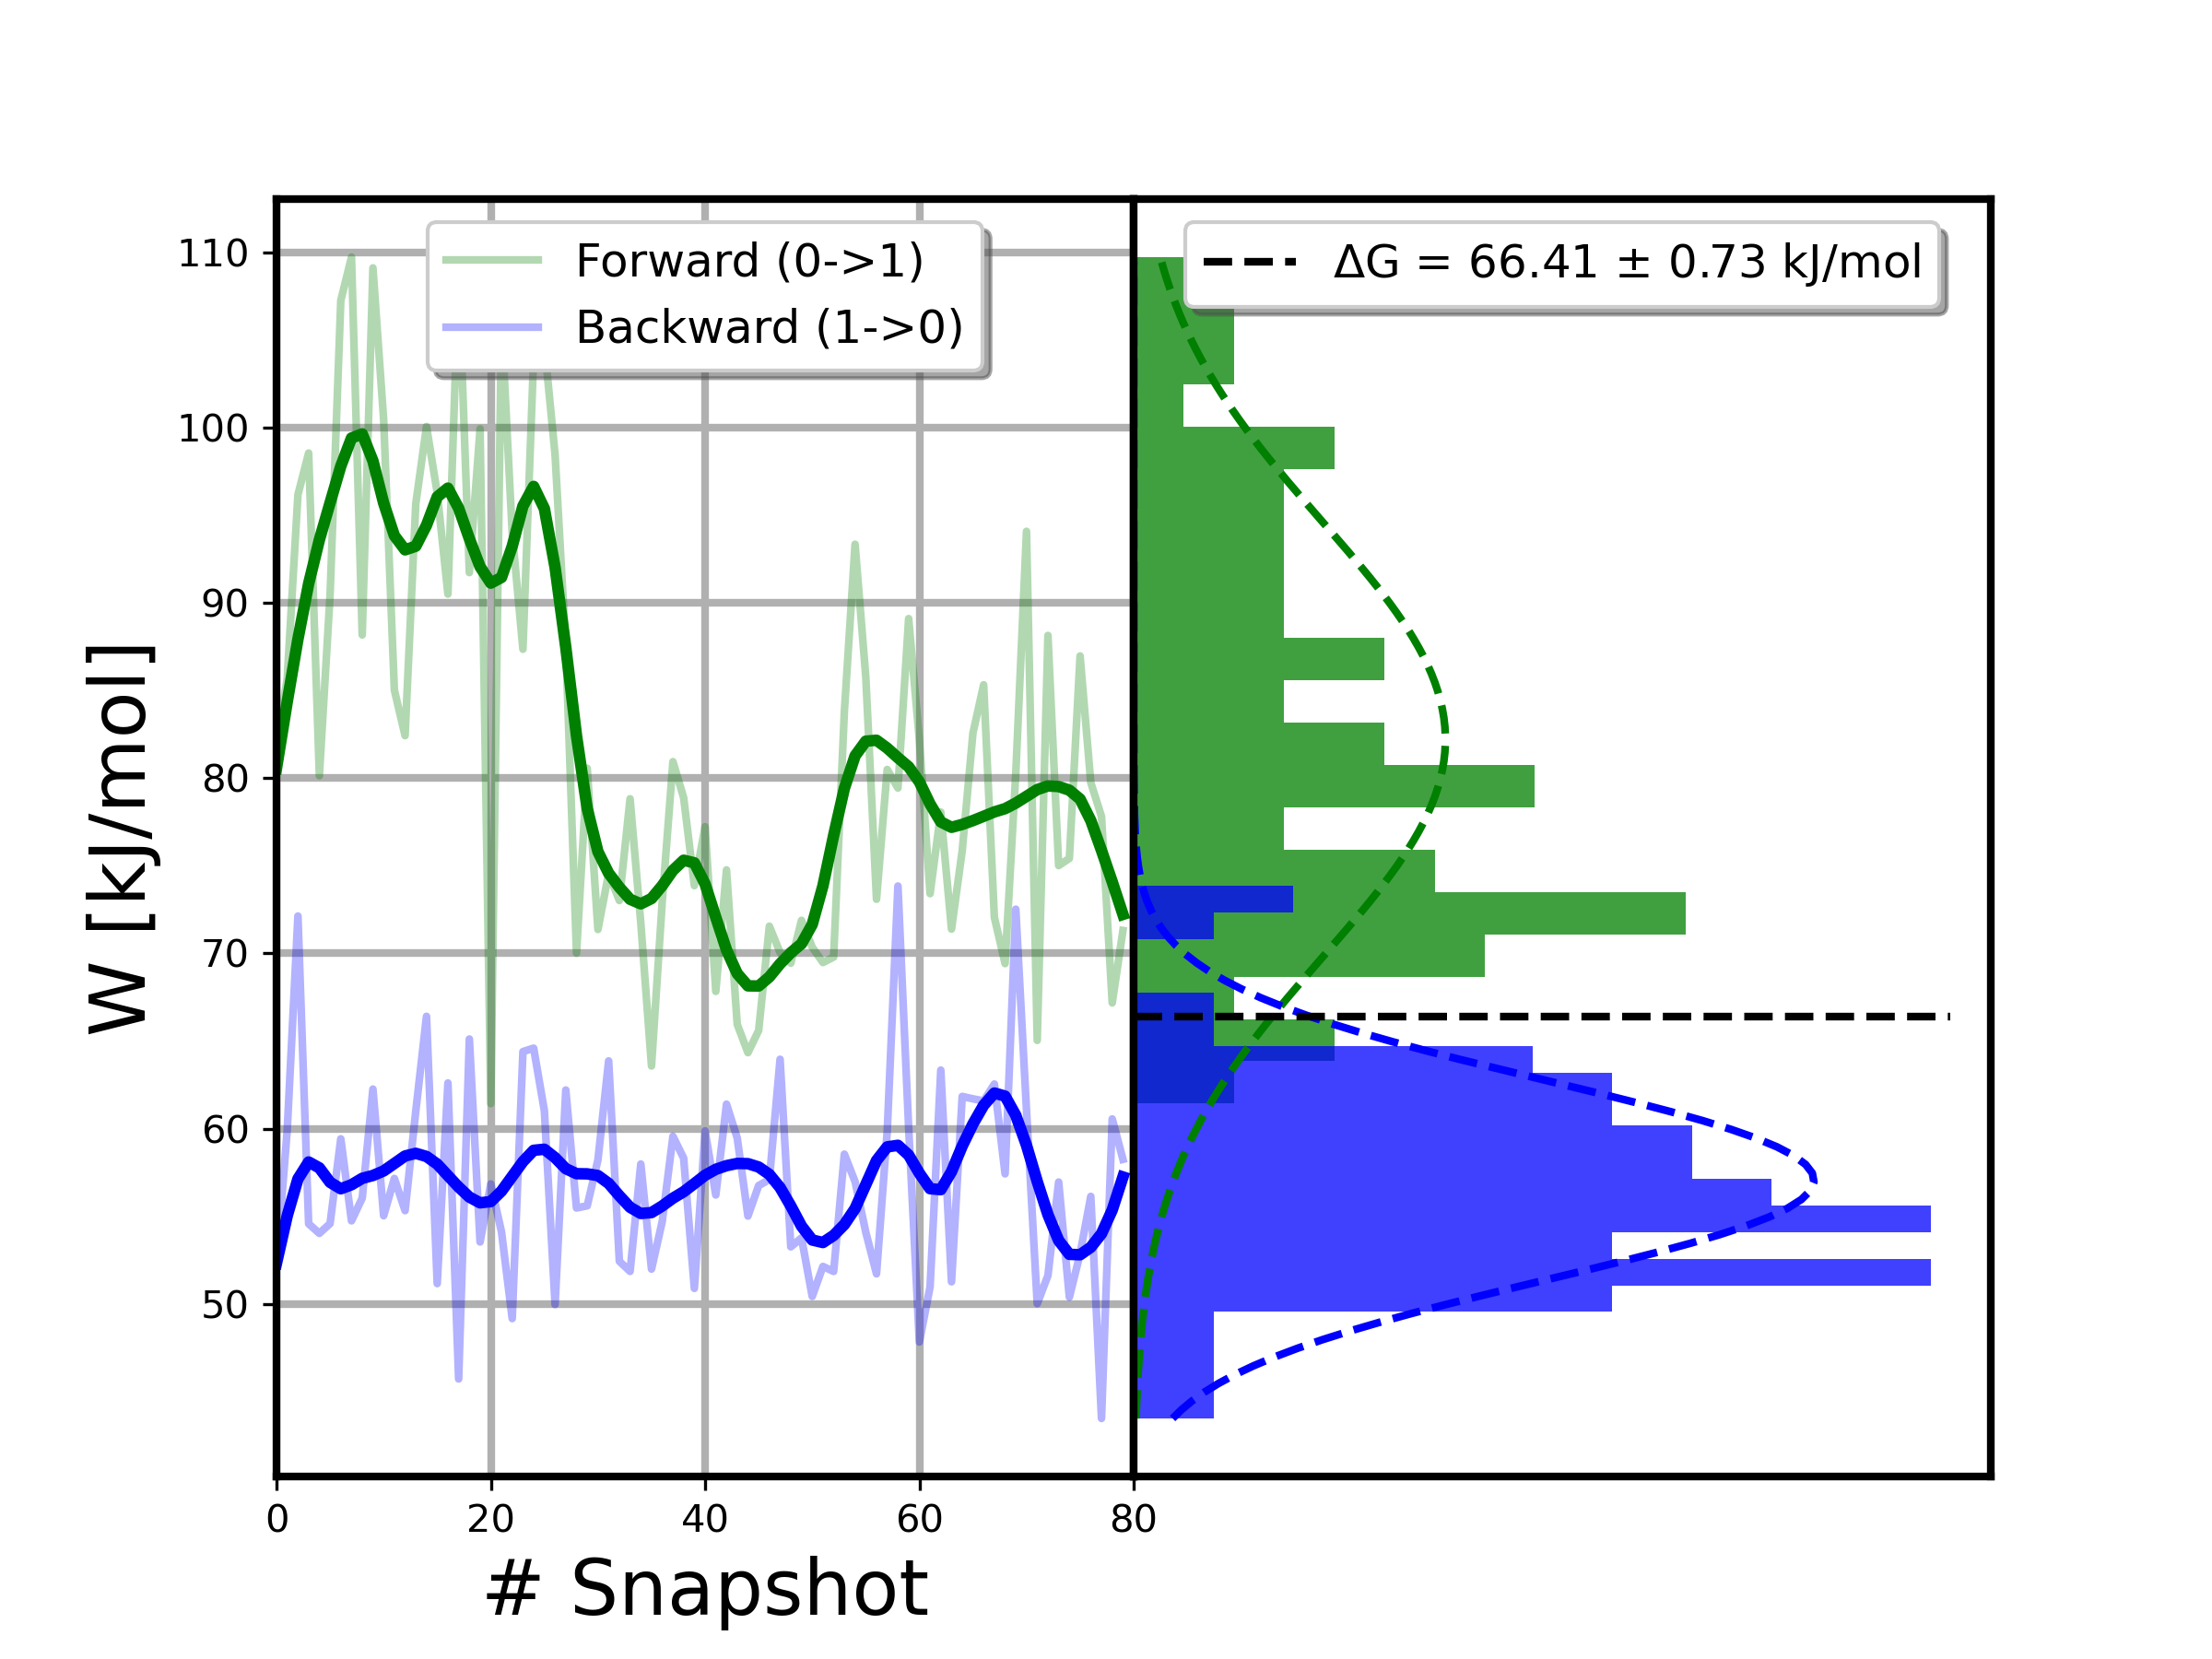 Forward (0->1)
Backward (1->0)
ΔG = 66.41 ± 0.73 kJ/mol
110
100
90
80
70
60
50
W [kJ/mol]
0 20 40 60 80
# Snapshot